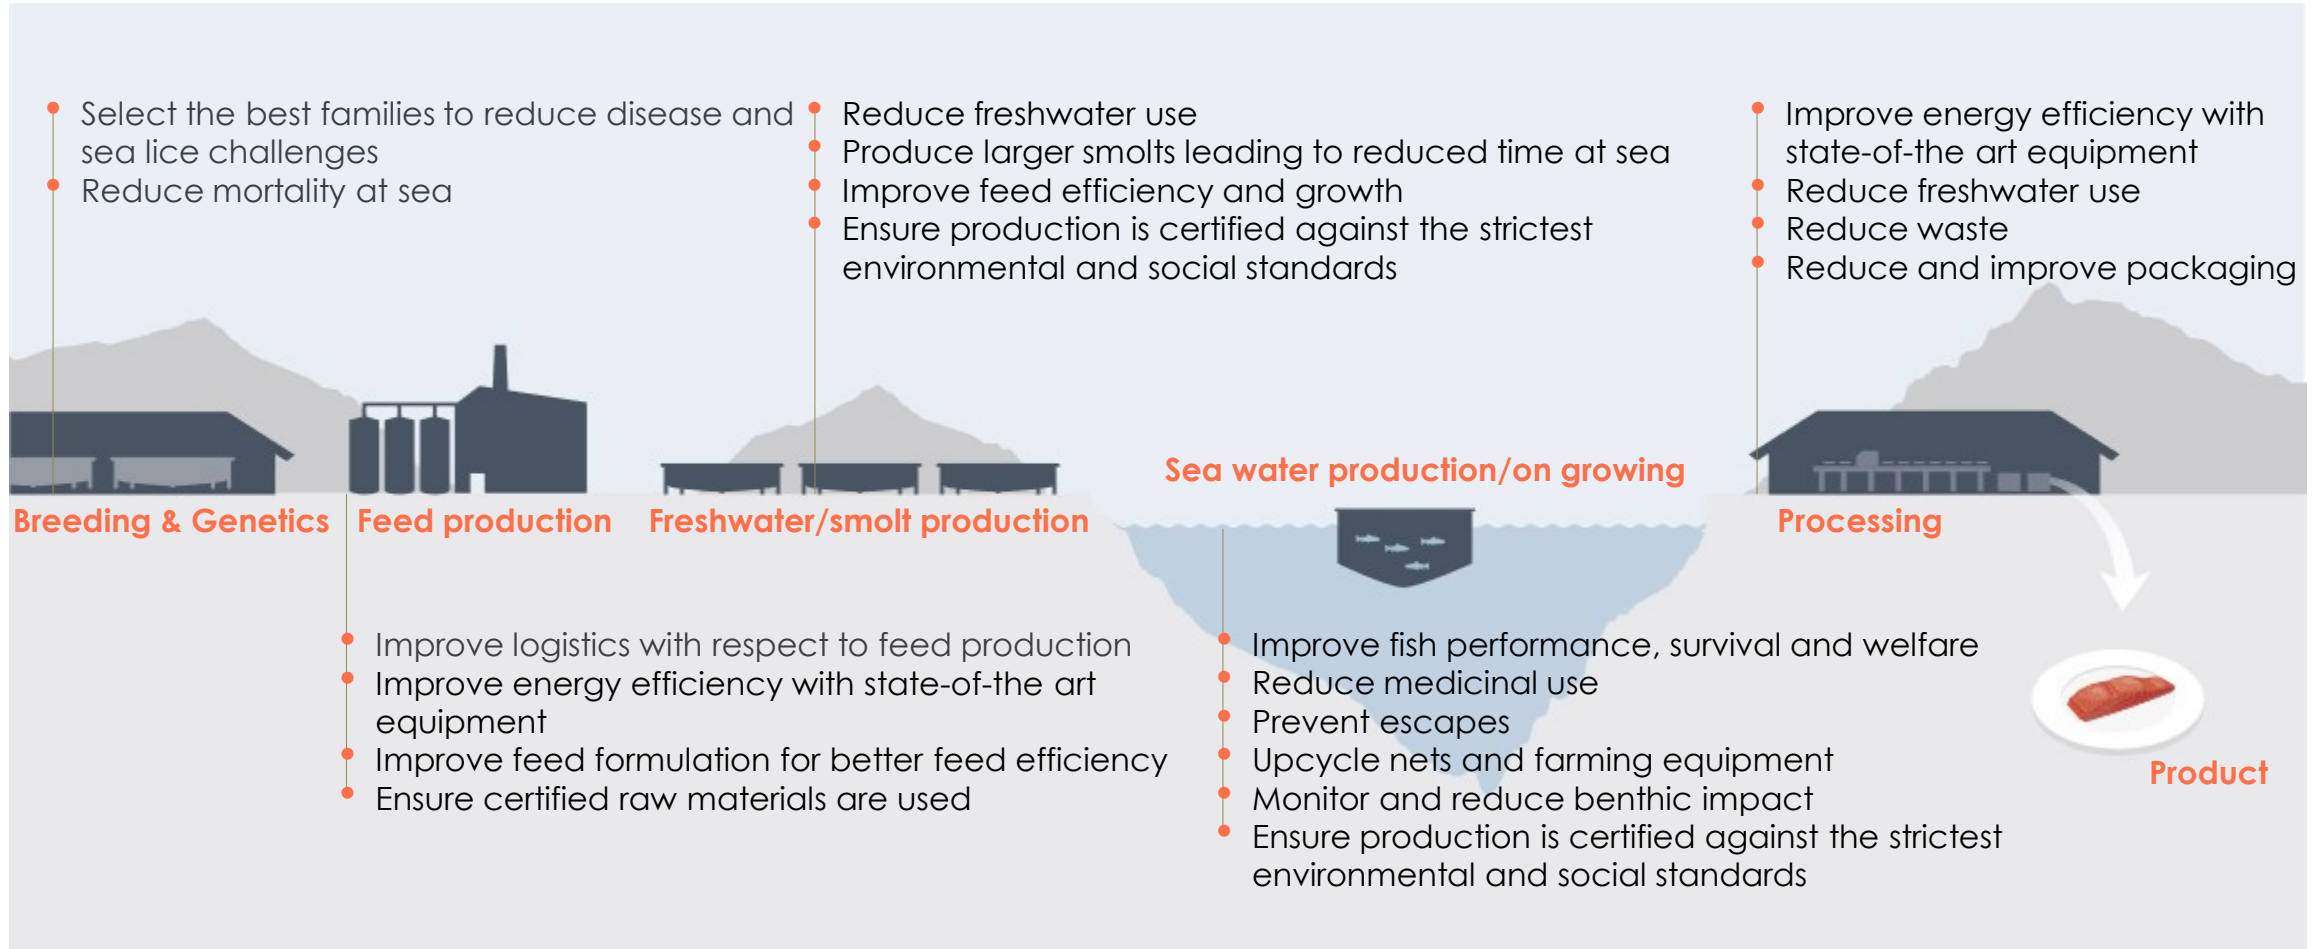 Select the best families to reduce disease and
sea lice challenges
Reduce mortality at sea
Reduce freshwater use
Produce larger smolts leading to reduced time at sea
Improve feed efficiency and growth
Ensure production is certified against the strictest
environmental and social standards
Improve energy efficiency with
state-of-the art equipment
Reduce freshwater use
Reduce waste
Reduce and improve packaging
Breeding & Genetics
Feed production
Freshwater/smolt production
Sea water production/on growing
Processing
Improve logistics with respect to feed production
Improve energy efficiency with state-of-the art
equipment
Improve feed formulation for better feed efficiency
Ensure certified raw materials are used
Improve fish performance, survival and welfare
Reduce medicinal use
Prevent escapes
Upcycle nets and farming equipment
Monitor and reduce benthic impact
Ensure production is certified against the strictest
environmental and social standards
Product